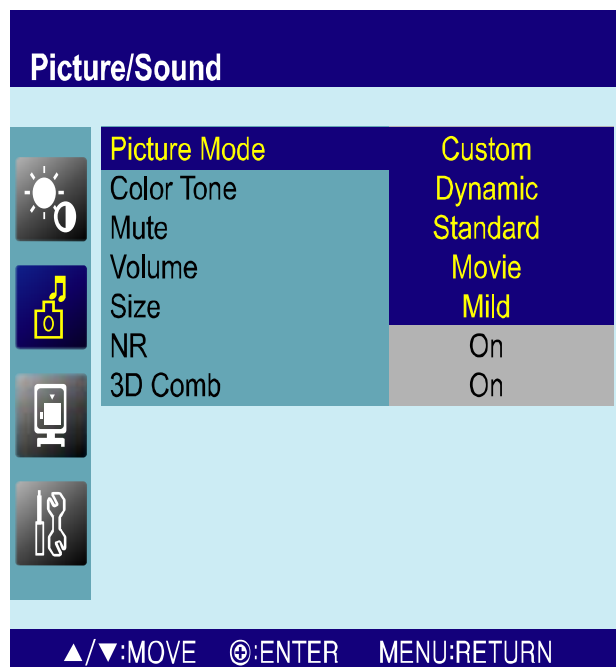 Picture/Sound
Picture Mode Custom
Color Tone Dynamic
Mute Standard
Volume Movie
Size Mild
NR On
3D Comb On
▲/▼:MOVE ⊕:ENTER MENU:RETURN